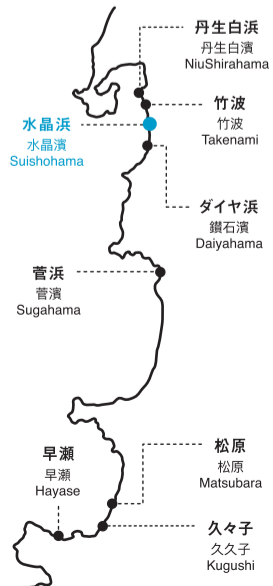 丹生白浜
丹生白濱
NiuShirahama
竹波
竹波
Takenami
水晶浜
水晶濱
Suishohama
ダイヤ浜
鑽石濱
Daiyahama
菅浜
菅濱
Sugahama
松原
松原
Matsubara
早瀬
早瀬
Hayase
久々子
久久子
Kugushi